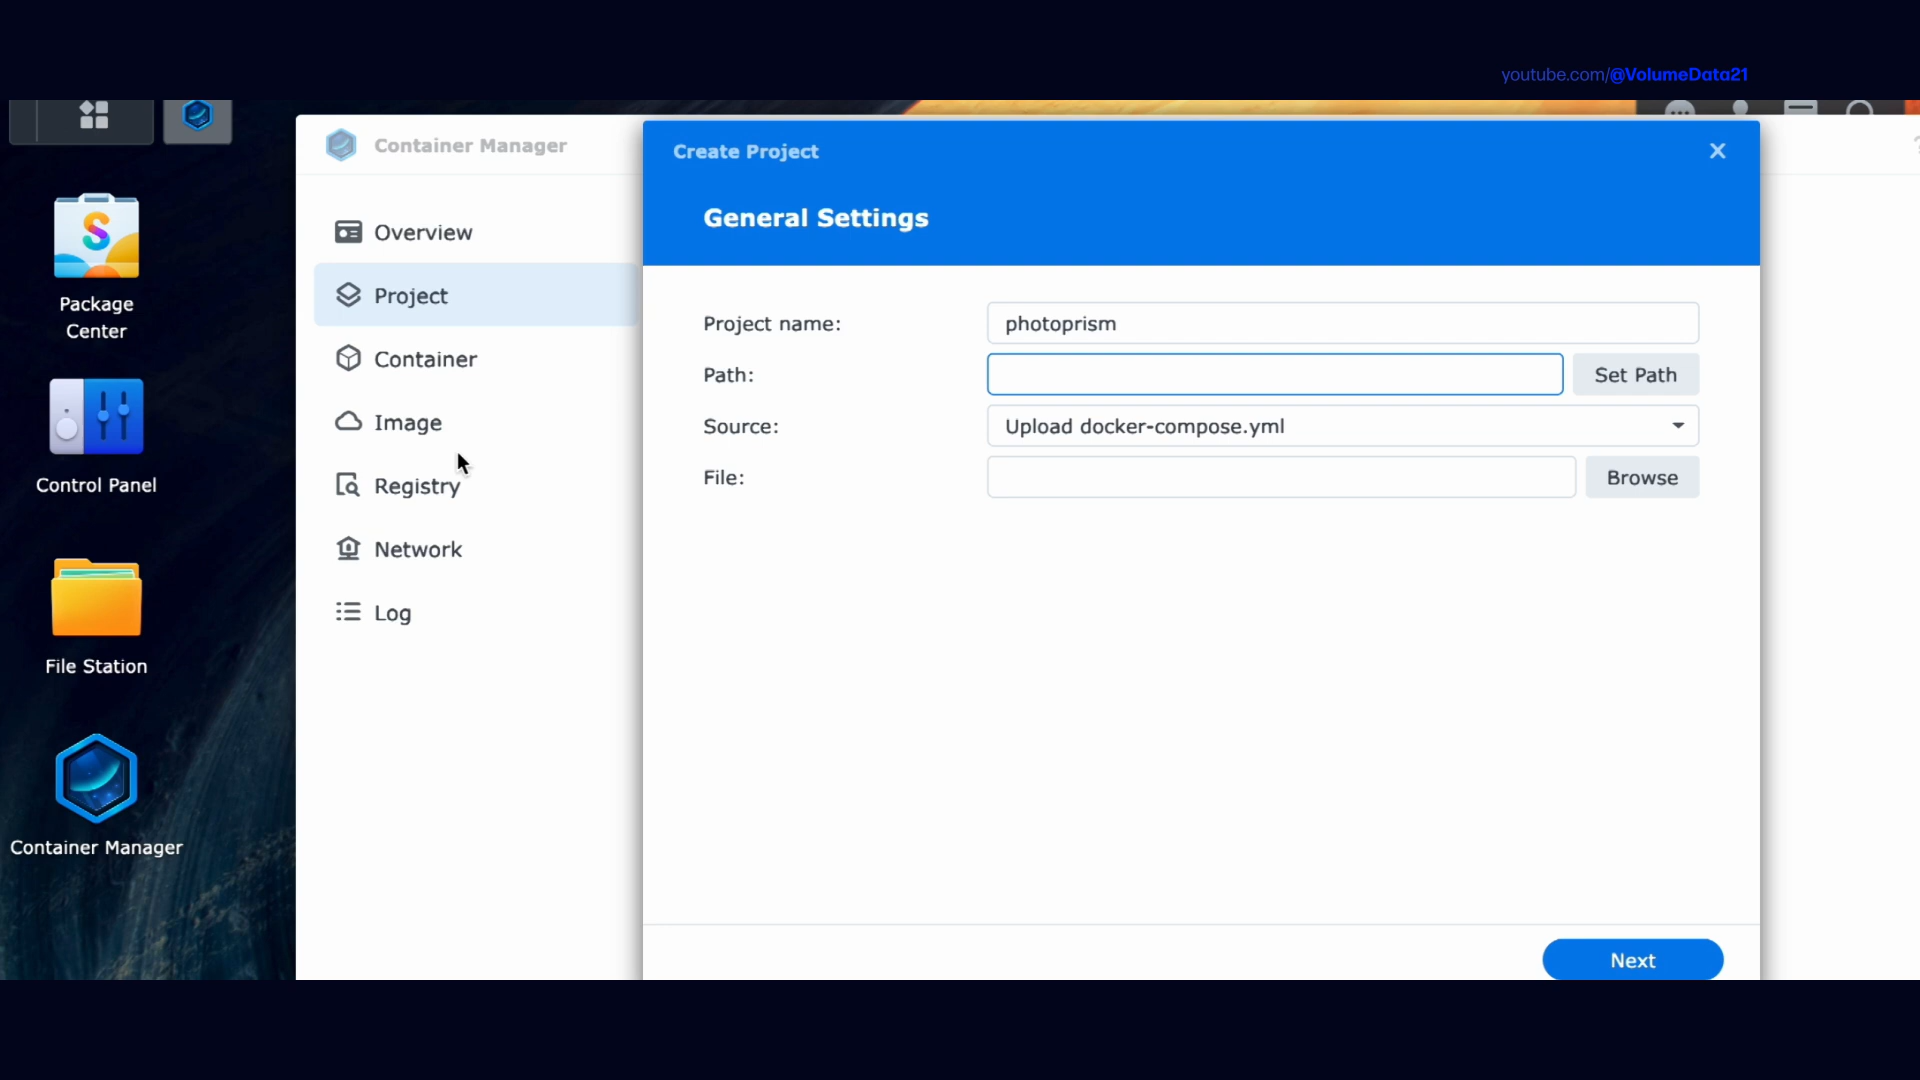 youtube.com/@VolumeData21
Container Manager
Create Project
General Settings
Overview
Project
Container
Image
Registry
Network
Log
Project name:
photoprism
Path:
Set Path
Source:
Upload docker-compose.yml
File:
Browse
Next
Package
Center
Control Panel
File Station
Container Manager